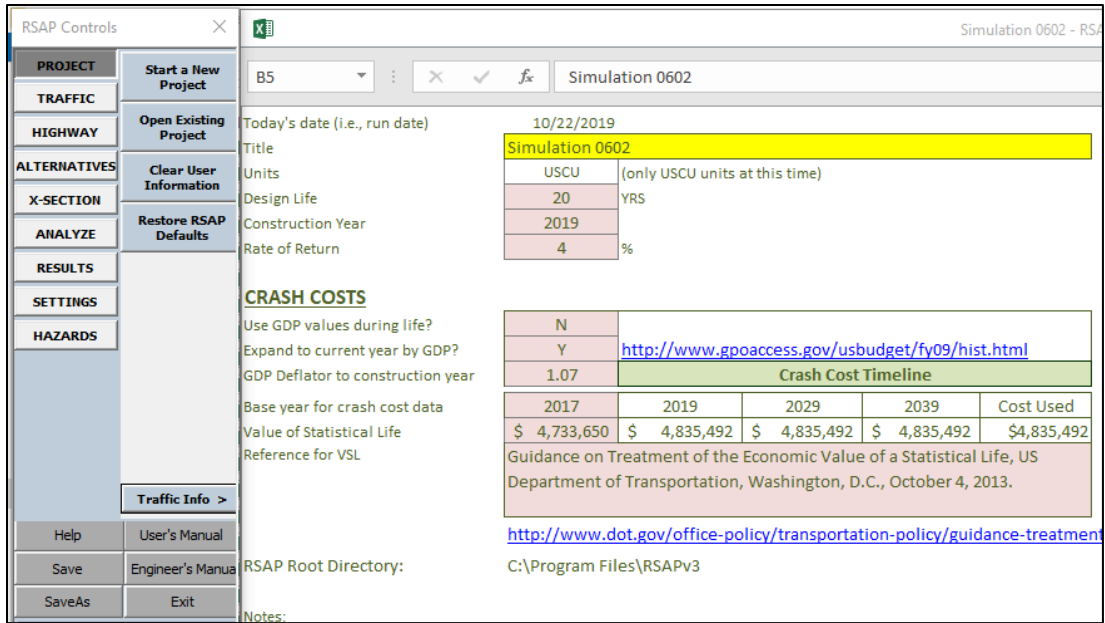 RSAP Controls
Simulation 0602 - RSA
PROJECT
TRAFFIC
HIGHWAY
ALTERNATIVES
X-SECTION
ANALYZE
RESULTS
SETTINGS
HAZARDS
Start a New
Project
Open Existing
Project
Clear User
Information
Restore RSAP
Defaults
Traffic Info >
Help
User's Manual
Save
Engineer's Manua
SaveAs
Exit
B5
fx
Simulation 0602
Today's date (i.e., run date) 10/22/2019
Title Simulation 0602
Units USCU (only USCU units at this time)
Design Life 20 YRS
Construction Year 2019
Rate of Return 4 %
CRASH COSTS
Use GDP values during life? N
Expand to current year by GDP? Y http://www.gpoaccess.gov/usbudget/fy09/hist.html
GDP Deflator to construction year 1.07 Crash Cost Timeline
Base year for crash cost data 2017 2019 2029 2039 Cost Used
Value of Statistical Life $ 4,733,650 $ 4,835,492 $ 4,835,492 $ 4,835,492 $4,835,492
Reference for VSL Guidance on Treatment of the Economic Value of a Statistical Life, US
Department of Transportation, Washington, D.C., October 4, 2013.
http://www.dot.gov/office-policy/transportation-policy/guidance-treatment
RSAP Root Directory: C:\Program Files\RSAPv3
Notes: